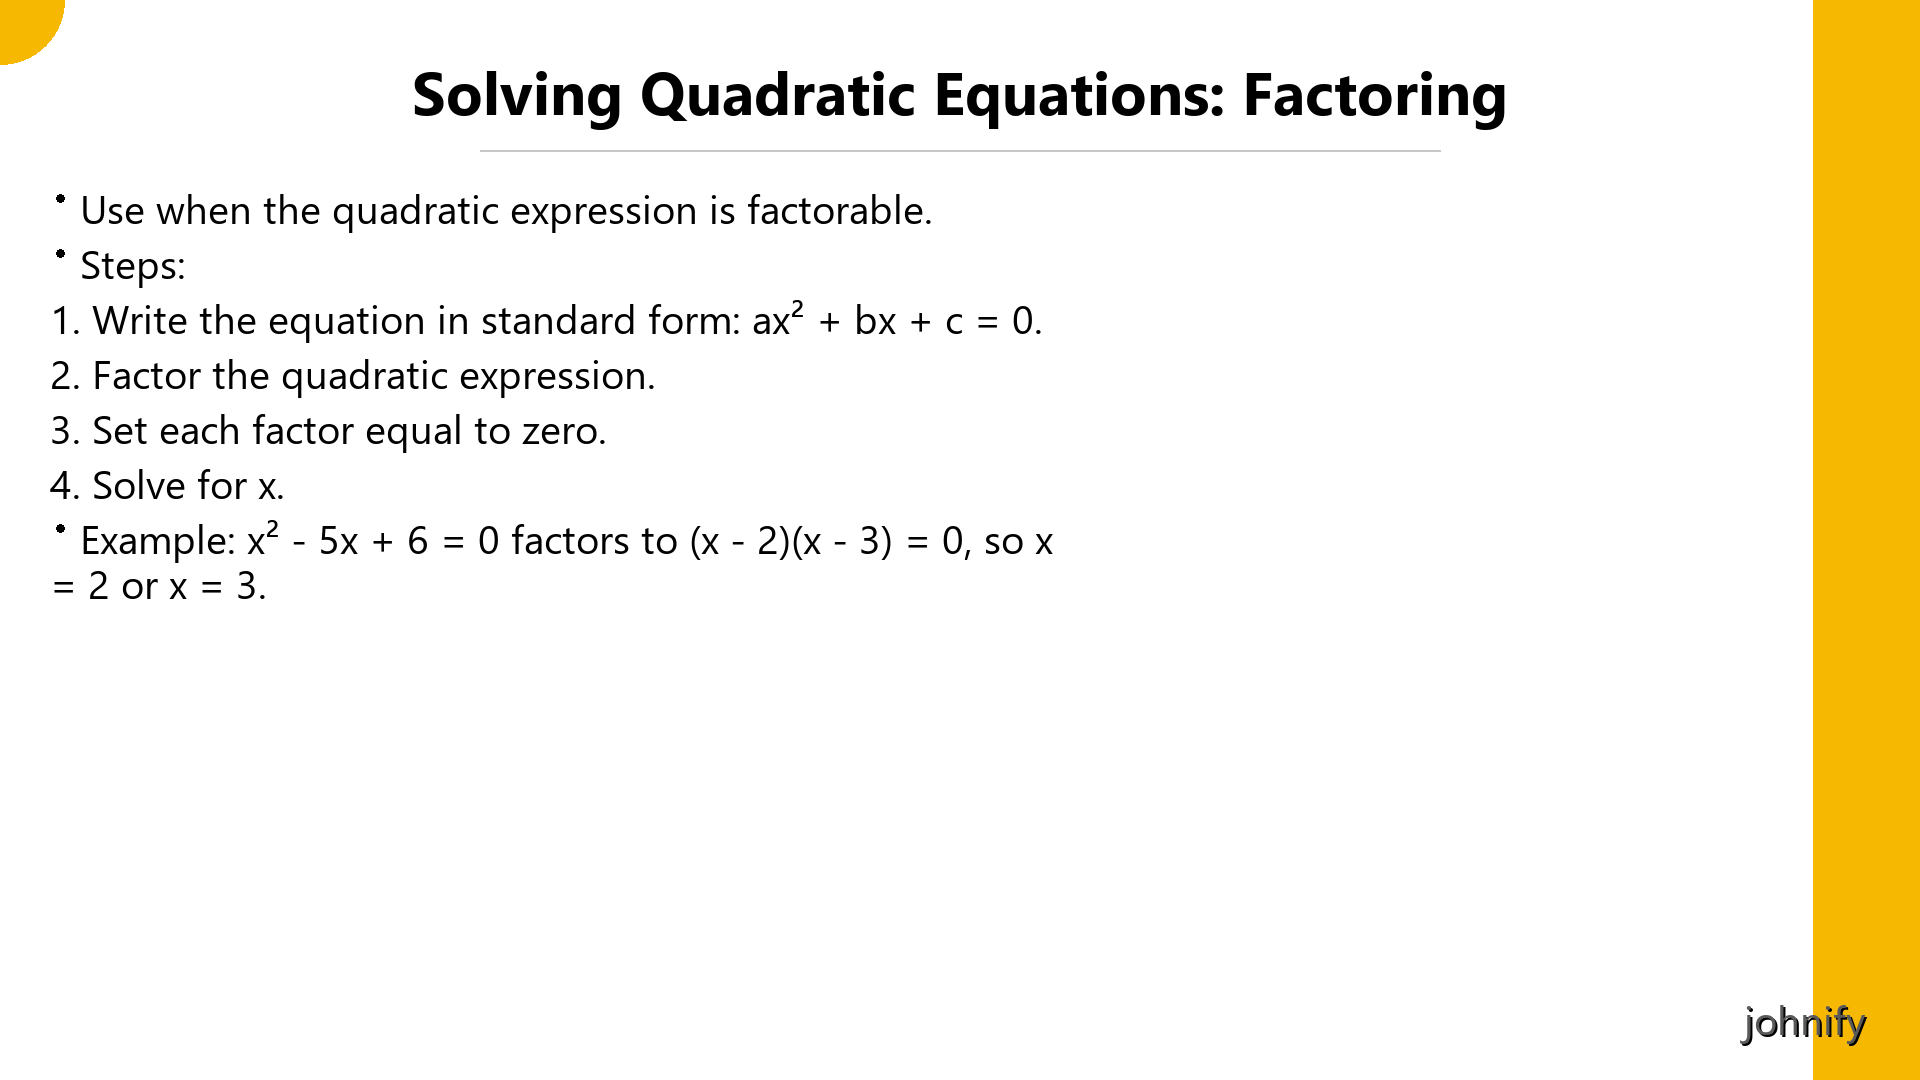 Solving Quadratic Equations: Factoring
• Use when the quadratic expression is factorable.
• Steps:
1. Write the equation in standard form: ax² + bx + c = 0.
2. Factor the quadratic expression.
3. Set each factor equal to zero.
4. Solve for x.
• Example: x² - 5x + 6 = 0 factors to (x - 2)(x - 3) = 0, so x
= 2 or x = 3.
johnify